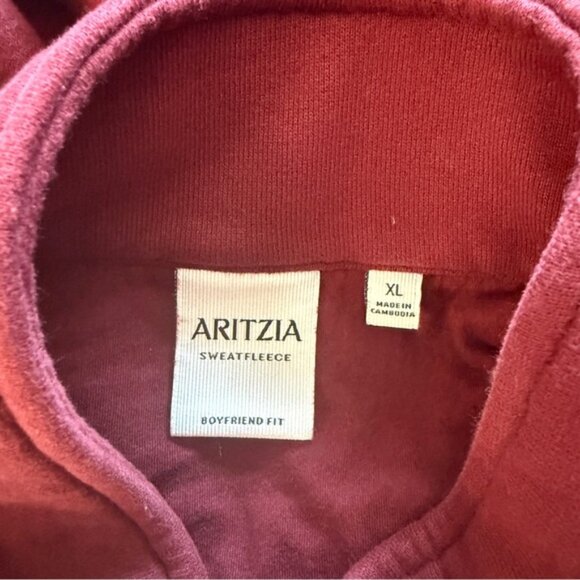 ARITZIA
SWEATFLEECE
BOYFRIEND FIT
XL
MADE IN
CAMBODIA